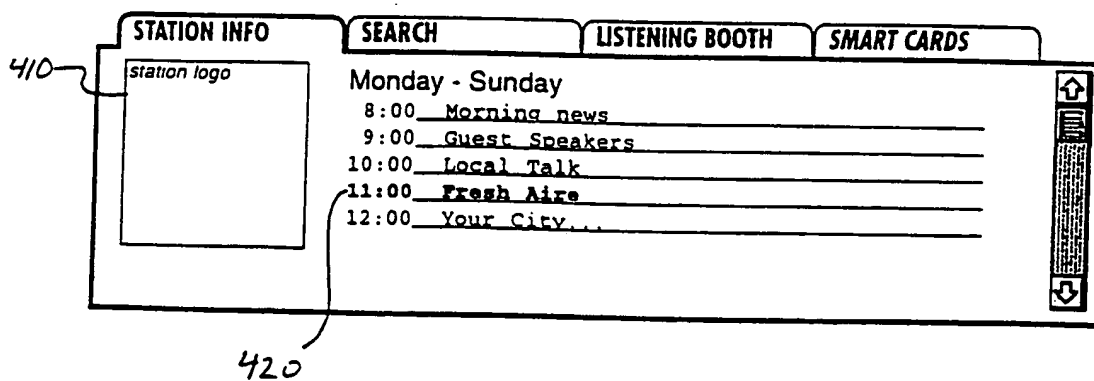 STATION INFO SEARCH LISTENING BOOTH SMART CARDS
410
station logo
Monday - Sunday
8:00 Morning news
9:00 Guest Speakers
10:00 Local Talk
11:00 Fresh Aire
12:00 Your City...
420